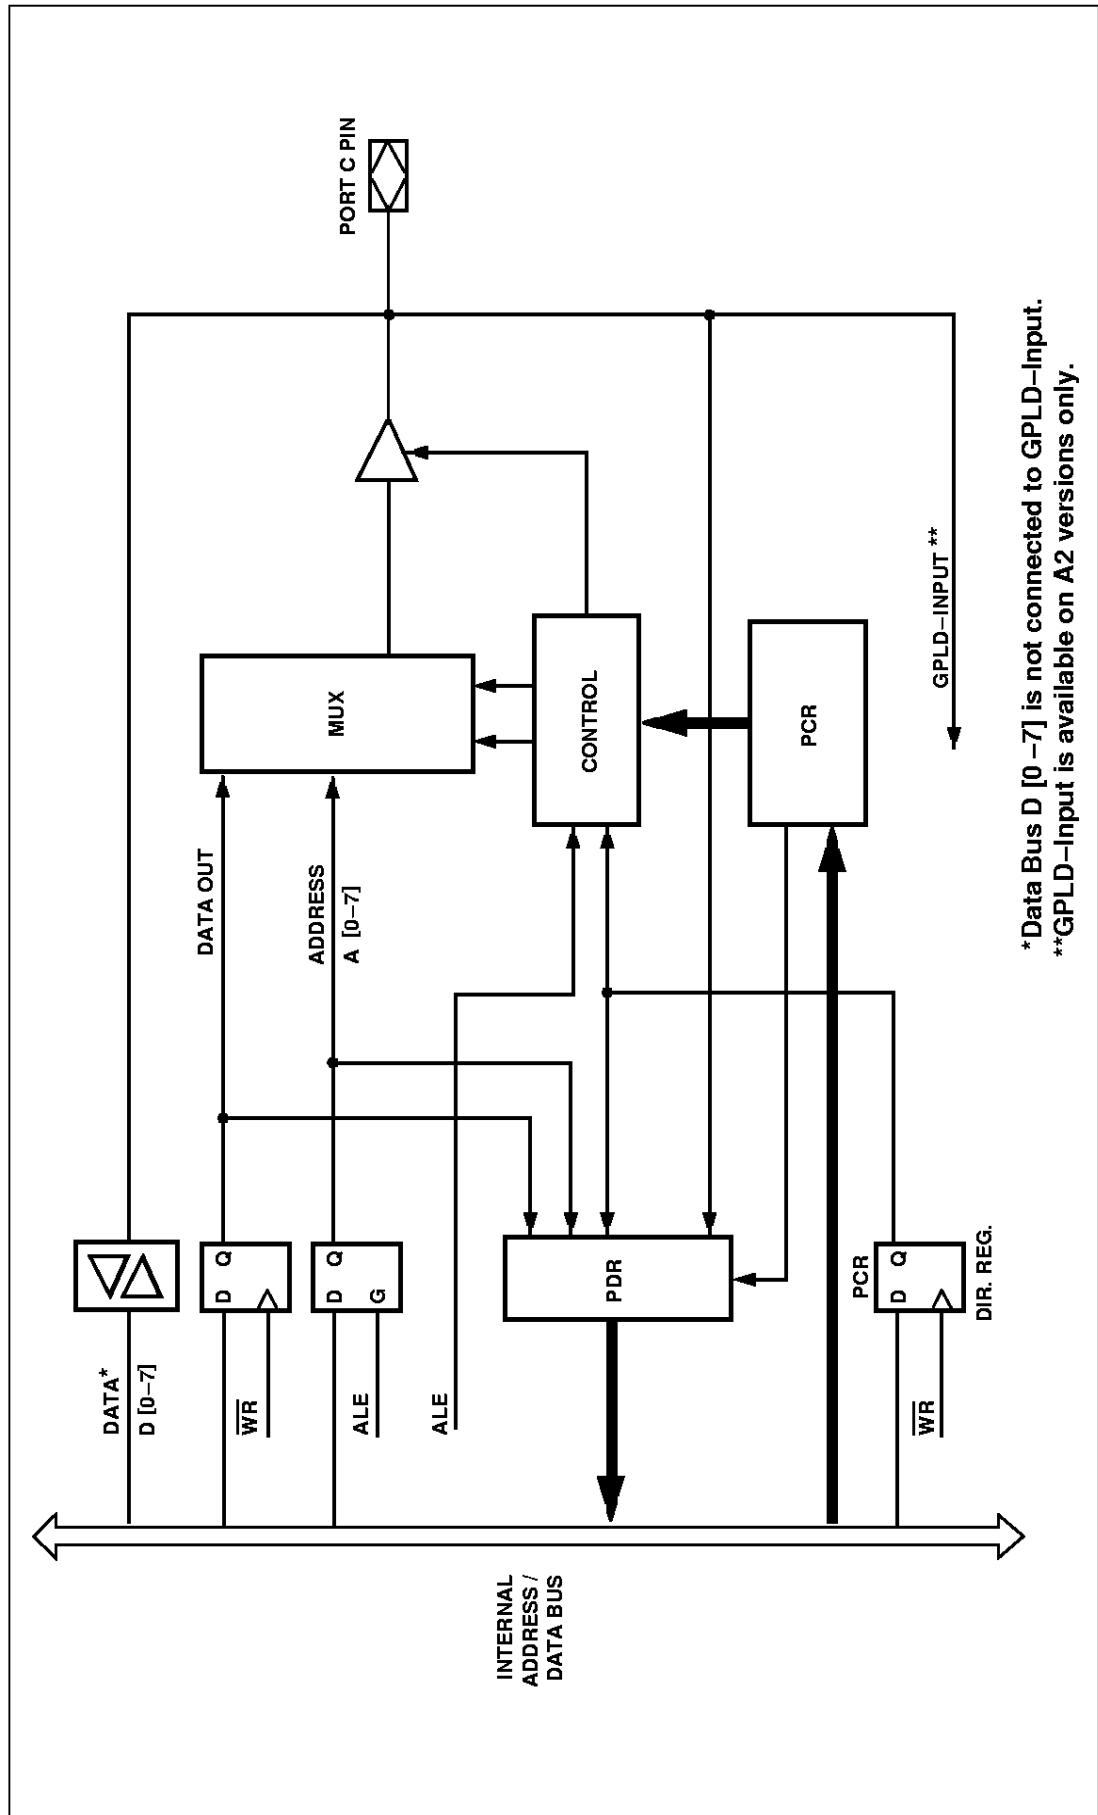 PORT C PIN
MUX
CONTROL
PCR
GPLD–INPUT **
DATA OUT
ADDRESS
A [0–7]
DATA*
D [0–7]
D Q
WR
D Q
G
ALE
ALE
PDR
PCR
D Q
DIR. REG.
WR
INTERNAL
ADDRESS /
DATA BUS
*Data Bus D [0–7] is not connected to GPLD–Input.
**GPLD–Input is available on A2 versions only.